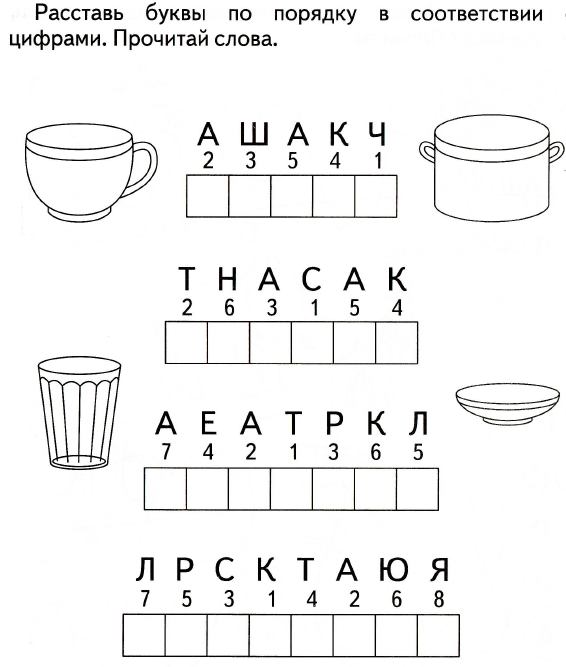 Расставь буквы по порядку в соответствии
цифрами. Прочитай слова.
А Ш А К Ч
2 3 5 4 1
Т Н А С А К
2 6 3 1 5 4
А Е А Т Р К Л
7 4 2 1 3 6 5
Л Р С К Т А Ю Я
7 5 3 1 4 2 6 8